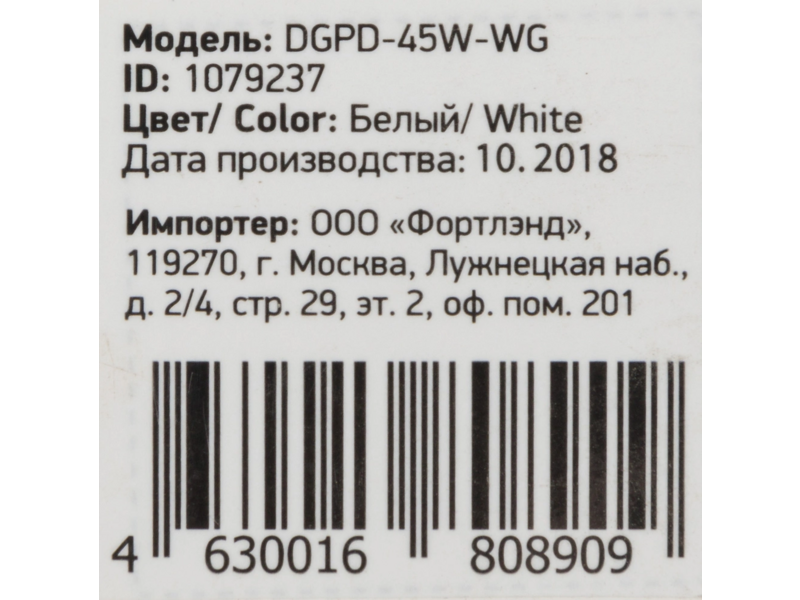 Модель: DGPD-45W-WG
ID: 1079237
Цвет/ Color: Белый/ White
Дата производства: 10. 2018
Импортер: ООО «Фортлэнд»,
119270, г. Москва, Лужнецкая наб.,
д. 2/4, стр. 29, эт. 2, оф. пом. 201
4 630016 808909